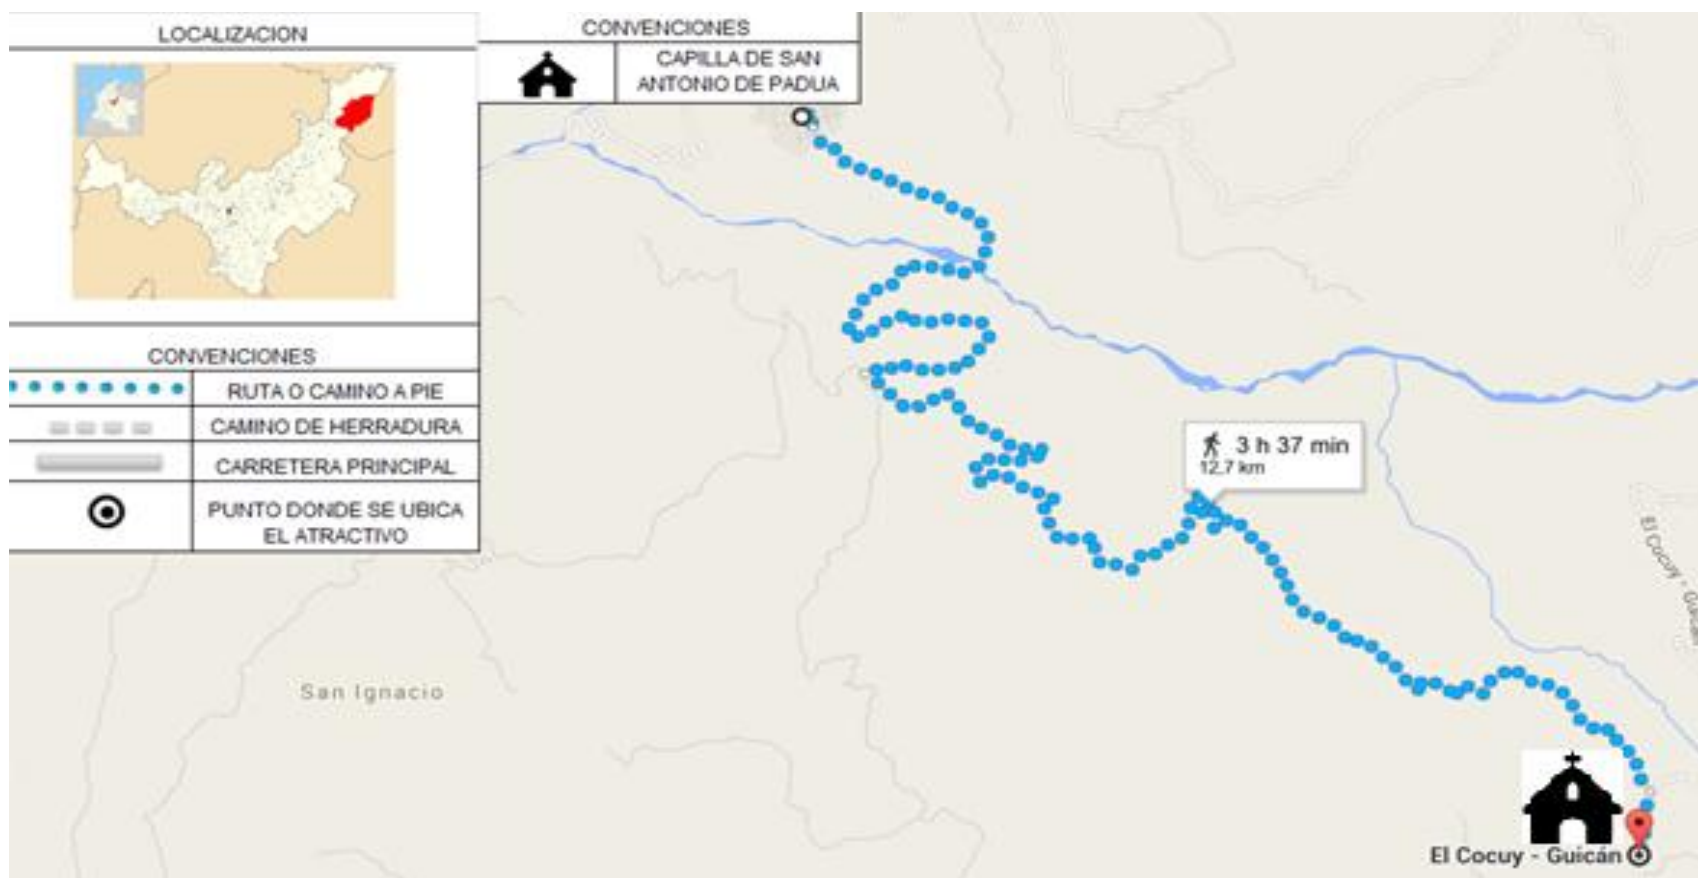 LOCALIZACION
CONVENCIONES
RUTA O CAMINO A PIE
CAMINO DE HERRADURA
CARRETERA PRINCIPAL
PUNTO DONDE SE UBICA
EL ATRACTIVO
CONVENCIONES
CAPILLA DE SAN
ANTONIO DE PADUA
3 h 37 min
12,7 km
El Cocuy - Guicán
San Ignacio
El Cocuy - Guicán